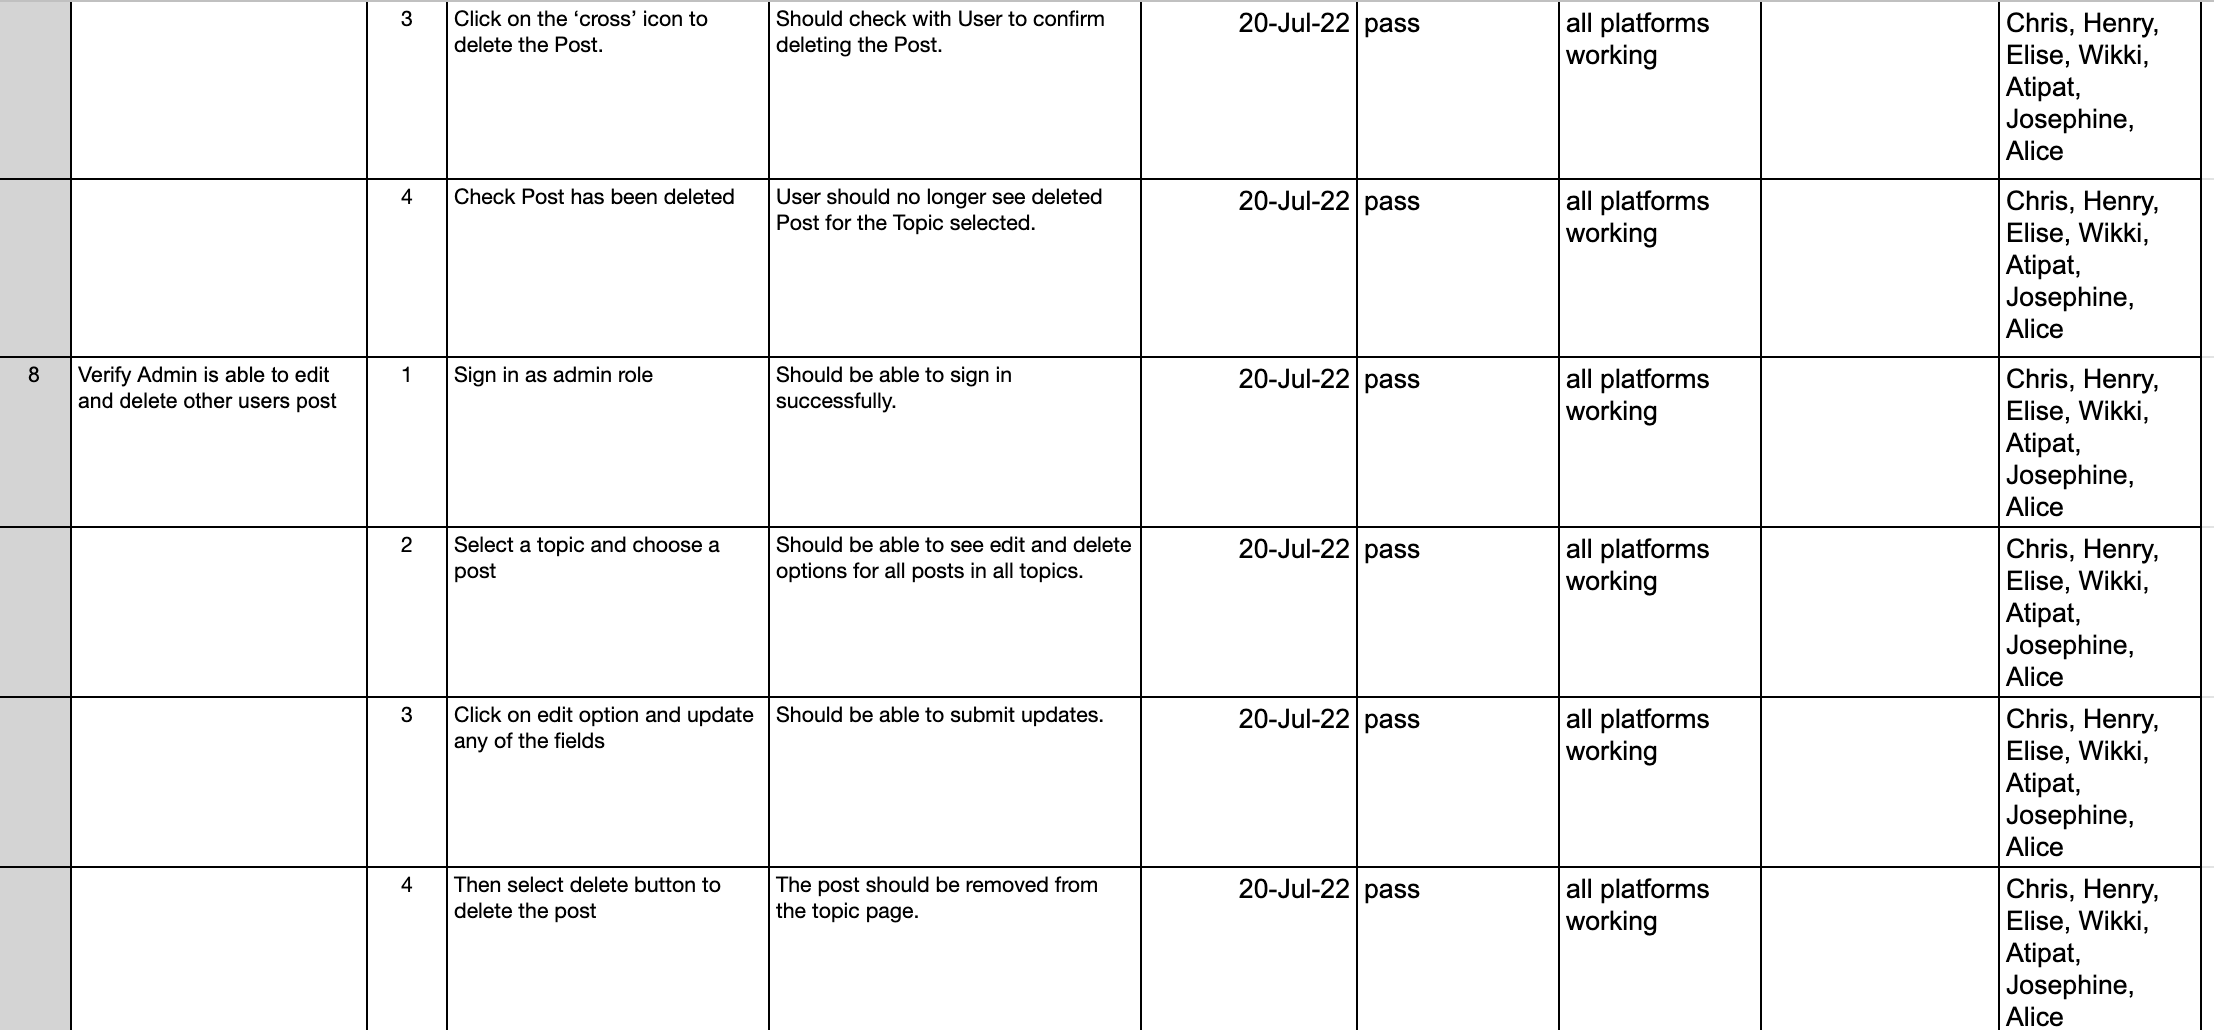 3 Click on the ‘cross’ icon to Should check with User to confirm 20-Jul-22 pass all platforms Chris, Henry,
delete the Post. deleting the Post. working Elise, Wikki,
Atipat,
Josephine,
Alice
4 Check Post has been deleted User should no longer see deleted 20-Jul-22 pass all platforms Chris, Henry,
Post for the Topic selected. working Elise, Wikki,
Atipat,
Josephine,
Alice
8 Verify Admin is able to edit 1 Sign in as admin role Should be able to sign in 20-Jul-22 pass all platforms Chris, Henry,
and delete other users post successfully. working Elise, Wikki,
Atipat,
Josephine,
Alice
2 Select a topic and choose a Should be able to see edit and delete 20-Jul-22 pass all platforms Chris, Henry,
post options for all posts in all topics. working Elise, Wikki,
Atipat,
Josephine,
Alice
3 Click on edit option and update Should be able to submit updates. 20-Jul-22 pass all platforms Chris, Henry,
any of the fields working Elise, Wikki,
Atipat,
Josephine,
Alice
4 Then select delete button to The post should be removed from 20-Jul-22 pass all platforms Chris, Henry,
delete the post the topic page. working Elise, Wikki,
Atipat,
Josephine,
Alice